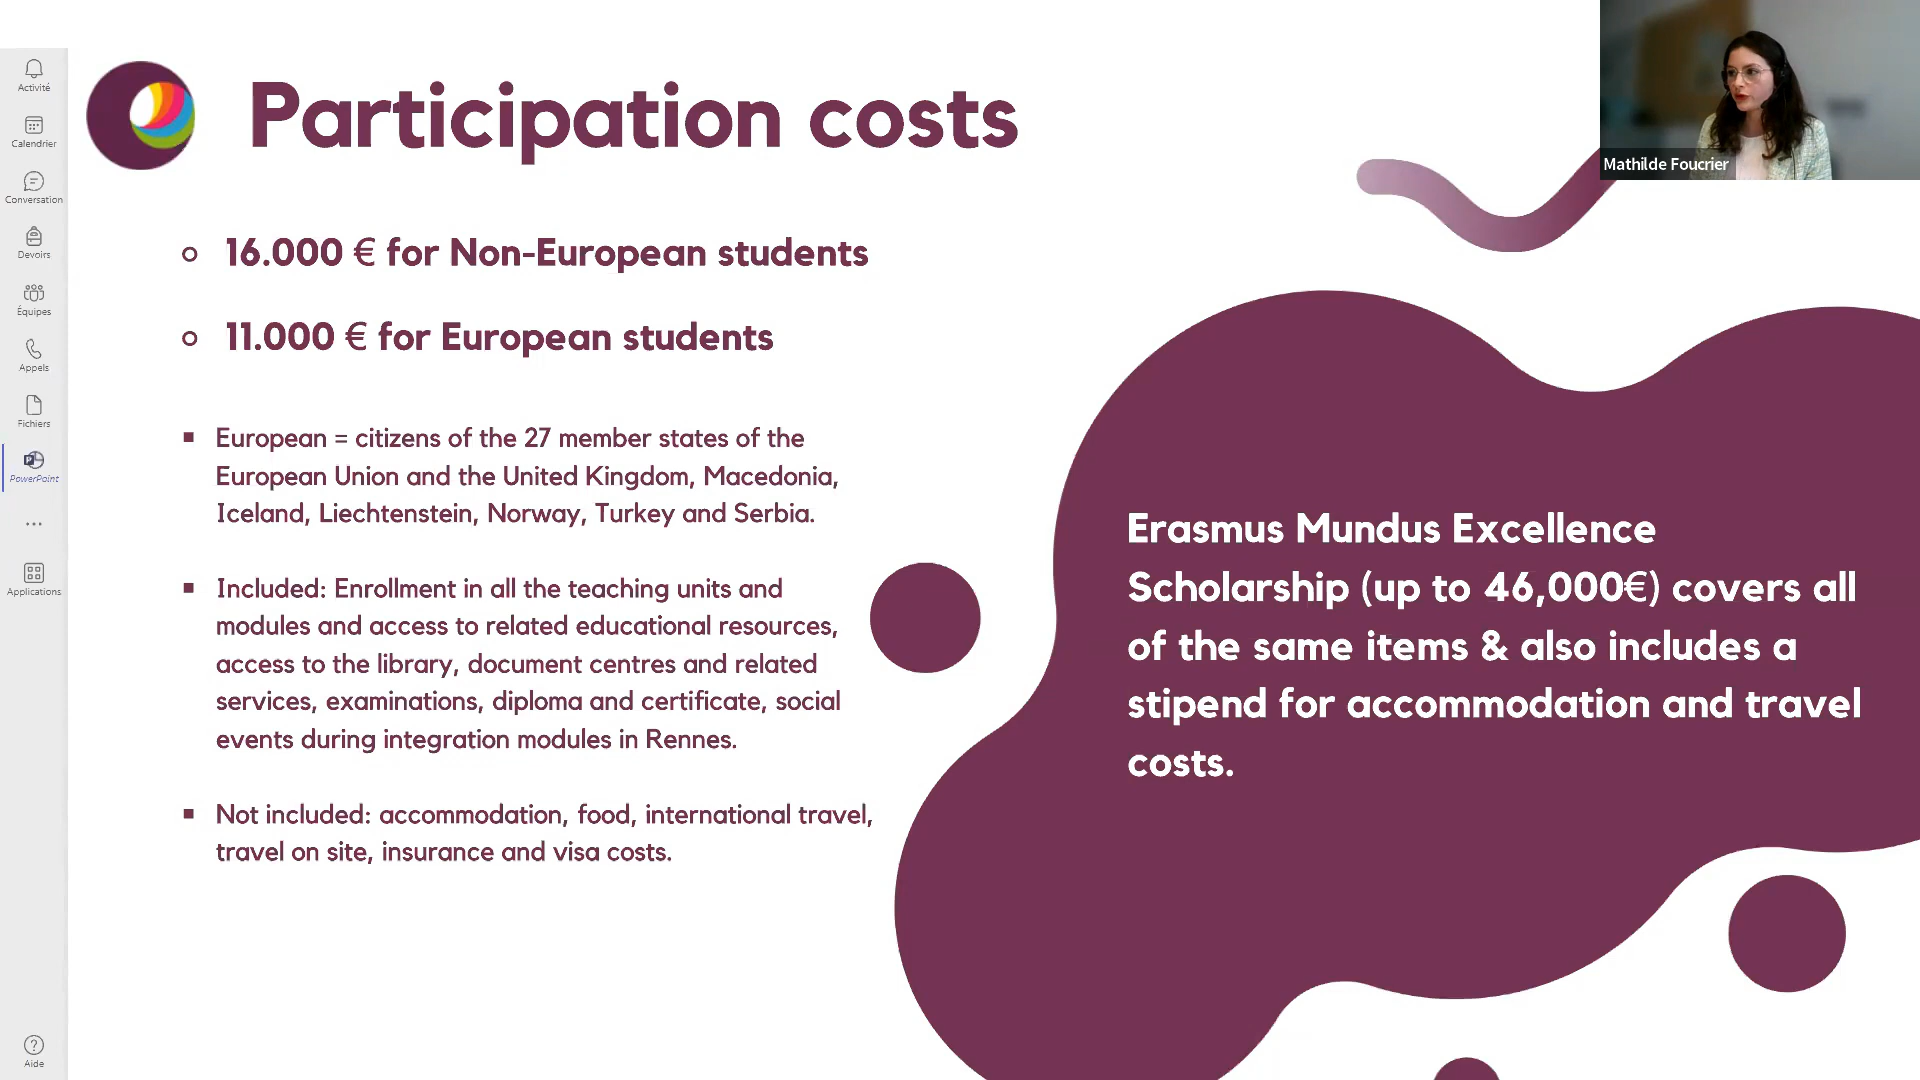 Participation costs
16.000 € for Non-European students
11.000 € for European students
European = citizens of the 27 member states of the
European Union and the United Kingdom, Macedonia,
Iceland, Liechtenstein, Norway, Turkey and Serbia.
Included: Enrollment in all the teaching units and
modules and access to related educational resources,
access to the library, document centres and related
services, examinations, diploma and certificate, social
events during integration modules in Rennes.
Not included: accommodation, food, international travel,
travel on site, insurance and visa costs.
Erasmus Mundus Excellence
Scholarship (up to 46,000€) covers all
of the same items & also includes a
stipend for accommodation and travel
costs.
Mathilde Foucrier
Activité
Calendrier
Conversation
Devoirs
Équipes
Appels
Fichiers
PowerPoint
Applications
Aide